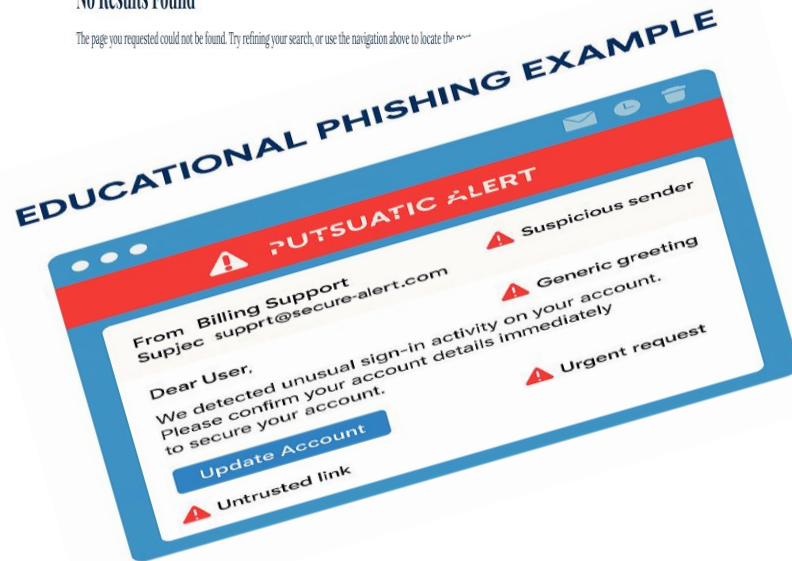 No Results Found
The page you requested could not be found. Try refining your search, or use the navigation above to locate the
EDUCATIONAL PHISHING EXAMPLE
PUTSUATIC ALERT
From Billing Support
Supjec supprt@secure-alert.com
Suspicious sender
Generic greeting
Dear User,
We detected unusual sign-in activity on your account.
Please confirm your account details immediately
to secure your account.
Urgent request
Update Account
Untrusted link